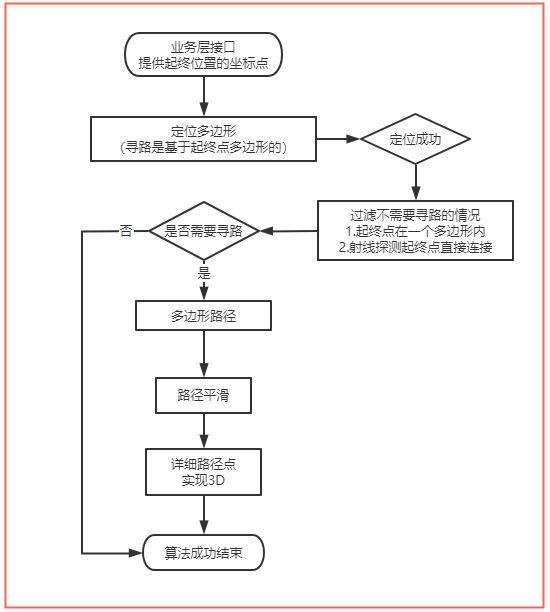 业务层接口
提供起终位置的坐标点
定位多边形
（寻路是基于起终点多边形的）
定位成功
过滤不需要寻路的情况
1.起终点在一个多边形内
2.射线探测起终点直接连接
否
是否需要寻路
是
多边形路径
路径平滑
详细路径点
实现3D
算法成功结束